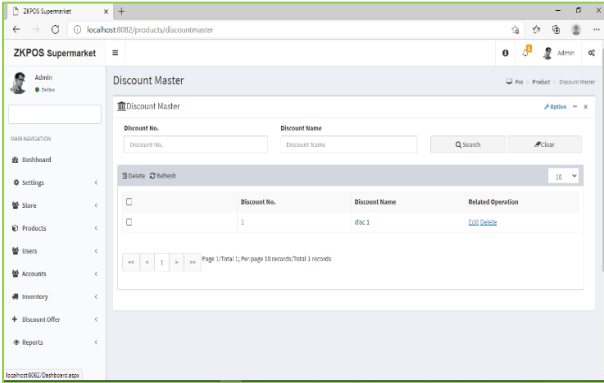 ZKPOS Supermarket
localhost:8082/products/discountmaster
ZKPOS Supermarket
Admin
Admin
Online
Discount Master
Pos - Product - Discount Master
Discount Master
Option
MAIN NAVIGATION
Discount No.
Discount Name
Discount No.
Discount Name
Search
Clear
Dashboard
Settings
Store
Products
Users
Accounts
Inventory
Discount Offer
Reports
Delete Refresh
10
Discount No. Discount Name Related Operation
1 disc 1 Edit Delete
<< < 1 > >> Page 1/Total 1; Per page 10 records/Total 1 records
localhost:8082/Dashboard.aspx